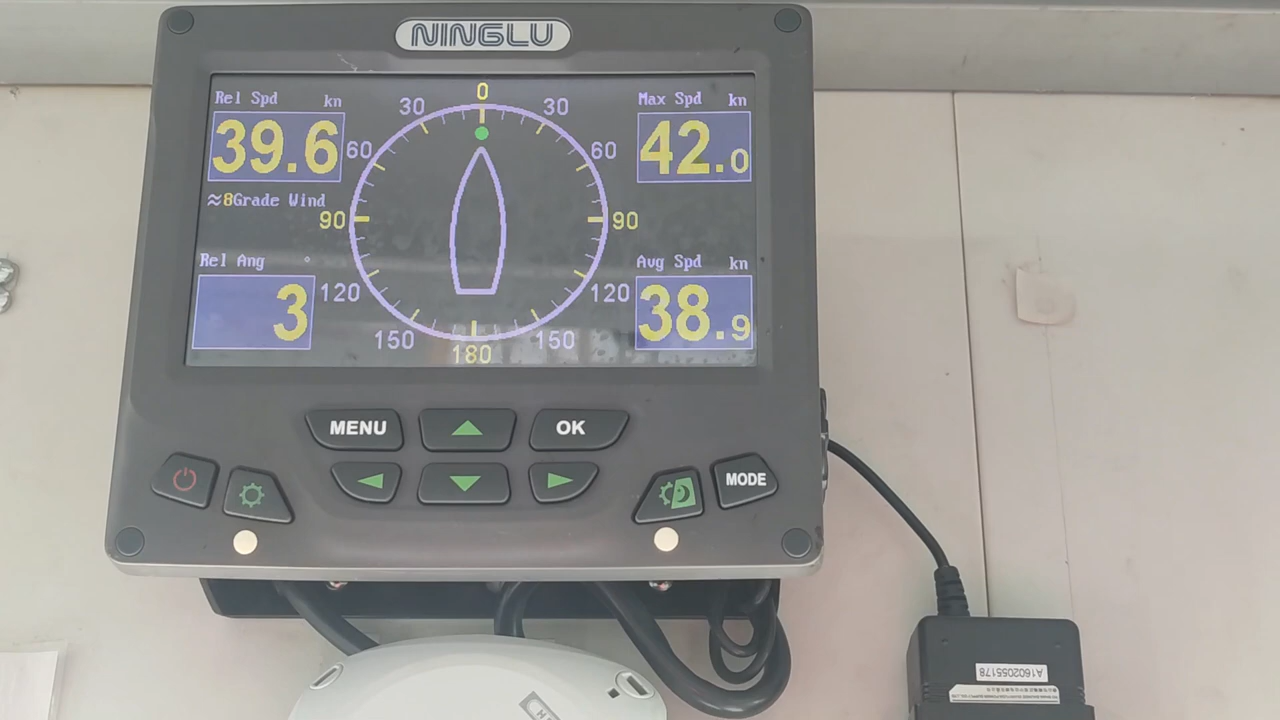 NINGLU
Rel Spd kn
39.6
≈8Grade Wind
Rel Ang °
3
0
30 30
60 60
90 90
120 120
150 150
180
Max Spd kn
42.0
Avg Spd kn
38.9
MENU
OK
MODE
A1602055178